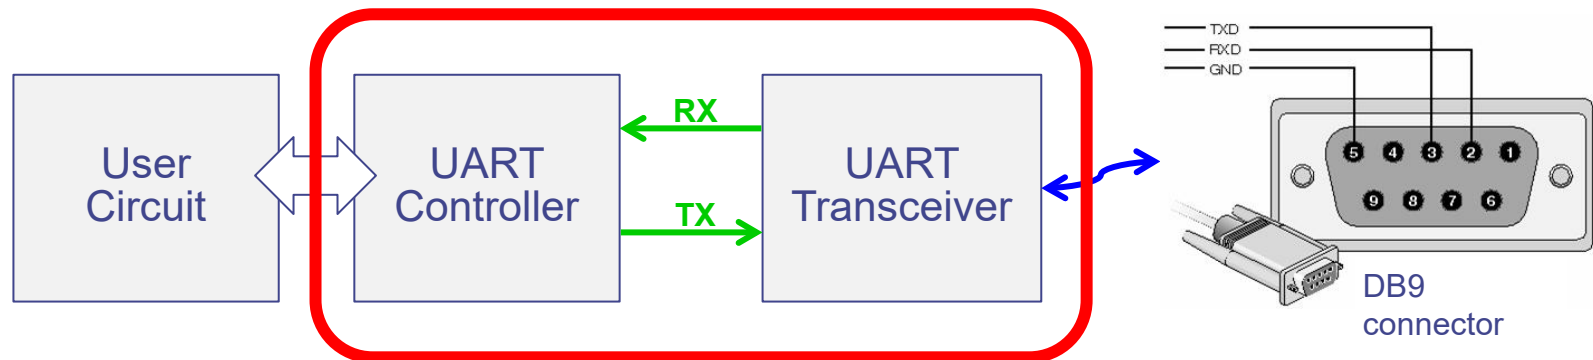 User
Circuit
UART
Controller
RX
TX
UART
Transceiver
TXD
RXD
GND
5 4 3 2 1
9 8 7 6
DB9
connector